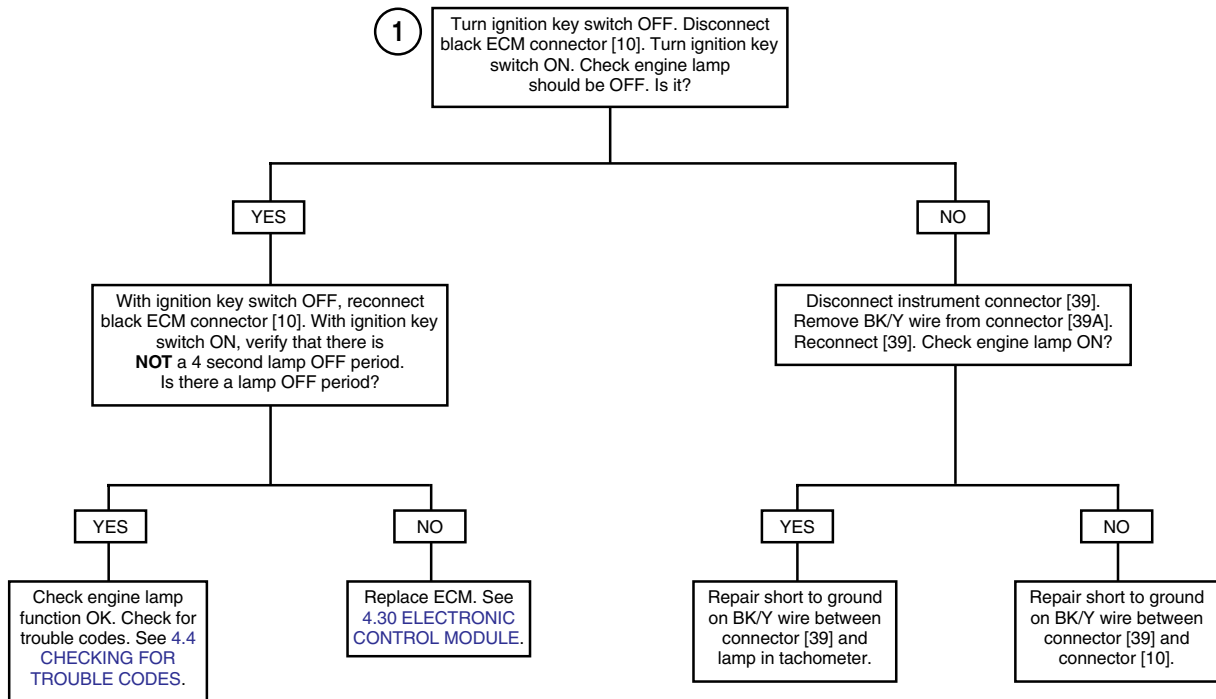 1
Turn ignition key switch OFF. Disconnect
black ECM connector [10]. Turn ignition key
switch ON. Check engine lamp
should be OFF. Is it?
YES
NO
With ignition key switch OFF, reconnect
black ECM connector [10]. With ignition key
switch ON, verify that there is
NOT a 4 second lamp OFF period.
Is there a lamp OFF period?
Disconnect instrument connector [39].
Remove BK/Y wire from connector [39A].
Reconnect [39]. Check engine lamp ON?
YES
NO
YES
NO
Check engine lamp
function OK. Check for
trouble codes. See 4.4
CHECKING FOR
TROUBLE CODES.
Replace ECM. See
4.30 ELECTRONIC
CONTROL MODULE.
Repair short to ground
on BK/Y wire between
connector [39] and
lamp in tachometer.
Repair short to ground
on BK/Y wire between
connector [39] and
connector [10].